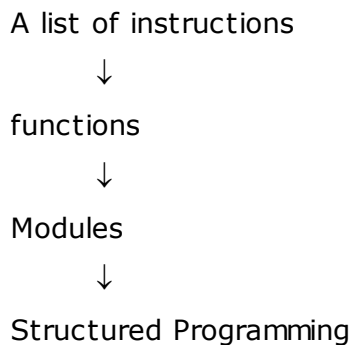 A list of instructions
↓
functions
↓
Modules
↓
Structured Programming